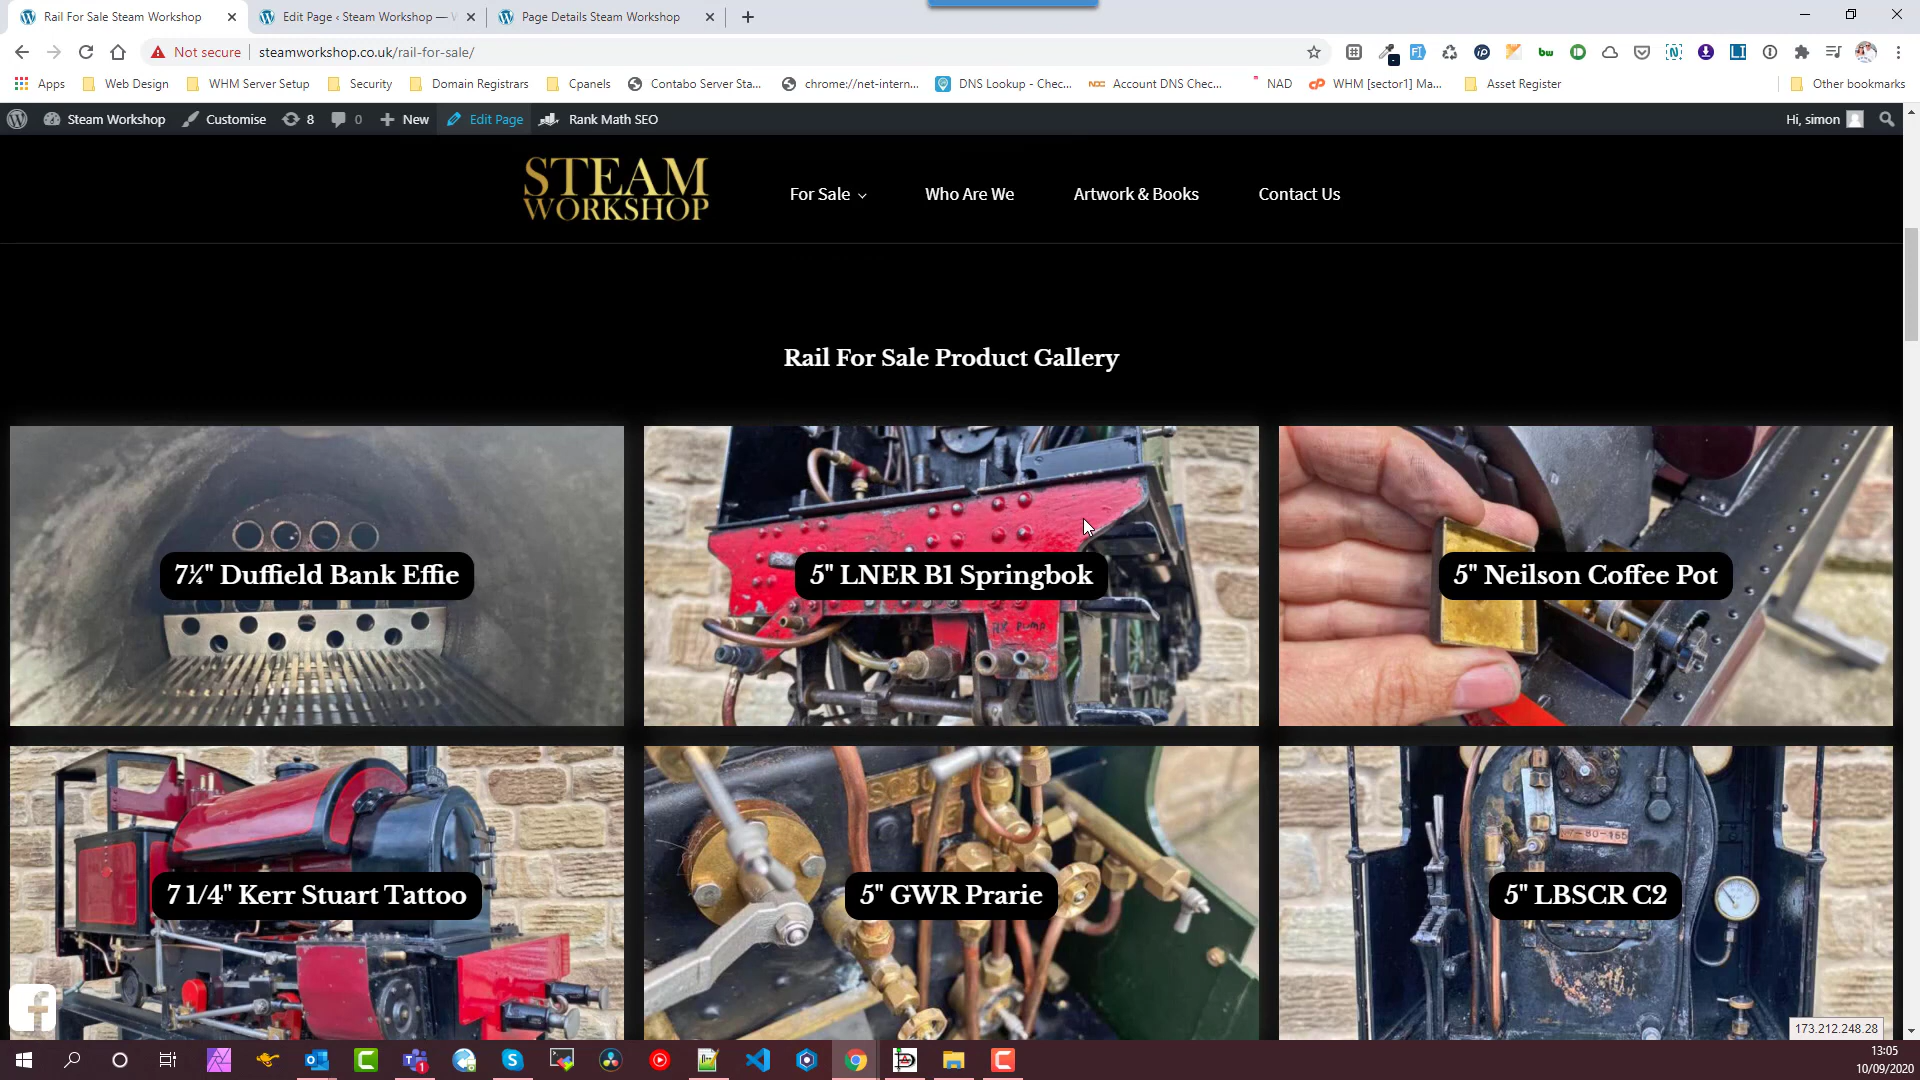 Rail For Sale Steam Workshop
Edit Page ‹ Steam Workshop — W
Page Details Steam Workshop
Not secure
steamworkshop.co.uk/rail-for-sale/
Apps
Web Design
WHM Server Setup
Security
Domain Registrars
Cpanels
Contabo Server Sta...
chrome://net-intern...
DNS Lookup - Chec...
Account DNS Chec...
NAD
WHM [sector1] Ma...
Asset Register
Other bookmarks
Steam Workshop
Customise
8
0
New
Edit Page
Rank Math SEO
Hi, simon
STEAM
WORKSHOP
For Sale
Who Are We
Artwork & Books
Contact Us
Rail For Sale Product Gallery
7¼" Duffield Bank Effie
5" LNER B1 Springbok
5" Neilson Coffee Pot
7 1/4" Kerr Stuart Tattoo
5" GWR Prarie
5" LBSCR C2
173.212.248.28
13:05
10/09/2020